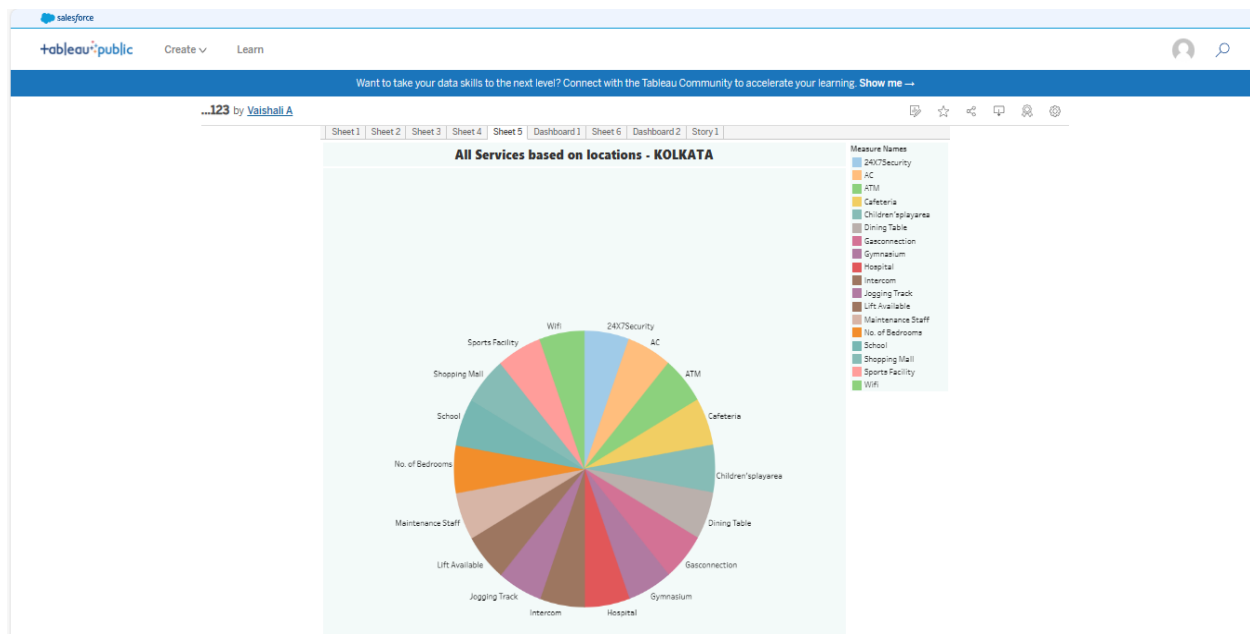 salesforce
+ableau public
Create
Learn
Want to take your data skills to the next level? Connect with the Tableau Community to accelerate your learning. Show me →
...123 by Vaishali A
Sheet 1
Sheet 2
Sheet 3
Sheet 4
Sheet 5
Dashboard 1
Sheet 6
Dashboard 2
Story 1
All Services based on locations - KOLKATA
Measure Names
24X7Security
AC
ATM
Cafeteria
Children'splayarea
Dining Table
Gasconnection
Gymnasium
Hospital
Intercom
Jogging Track
Lift Available
Maintenance Staff
No. of Bedrooms
School
Shopping Mall
Sports Facility
Wifi
Wifi
24X7Security
Sports Facility
AC
Shopping Mall
ATM
School
Cafeteria
No. of Bedrooms
Children'splayarea
Maintenance Staff
Dining Table
Lift Available
Gasconnection
Jogging Track
Gymnasium
Intercom
Hospital